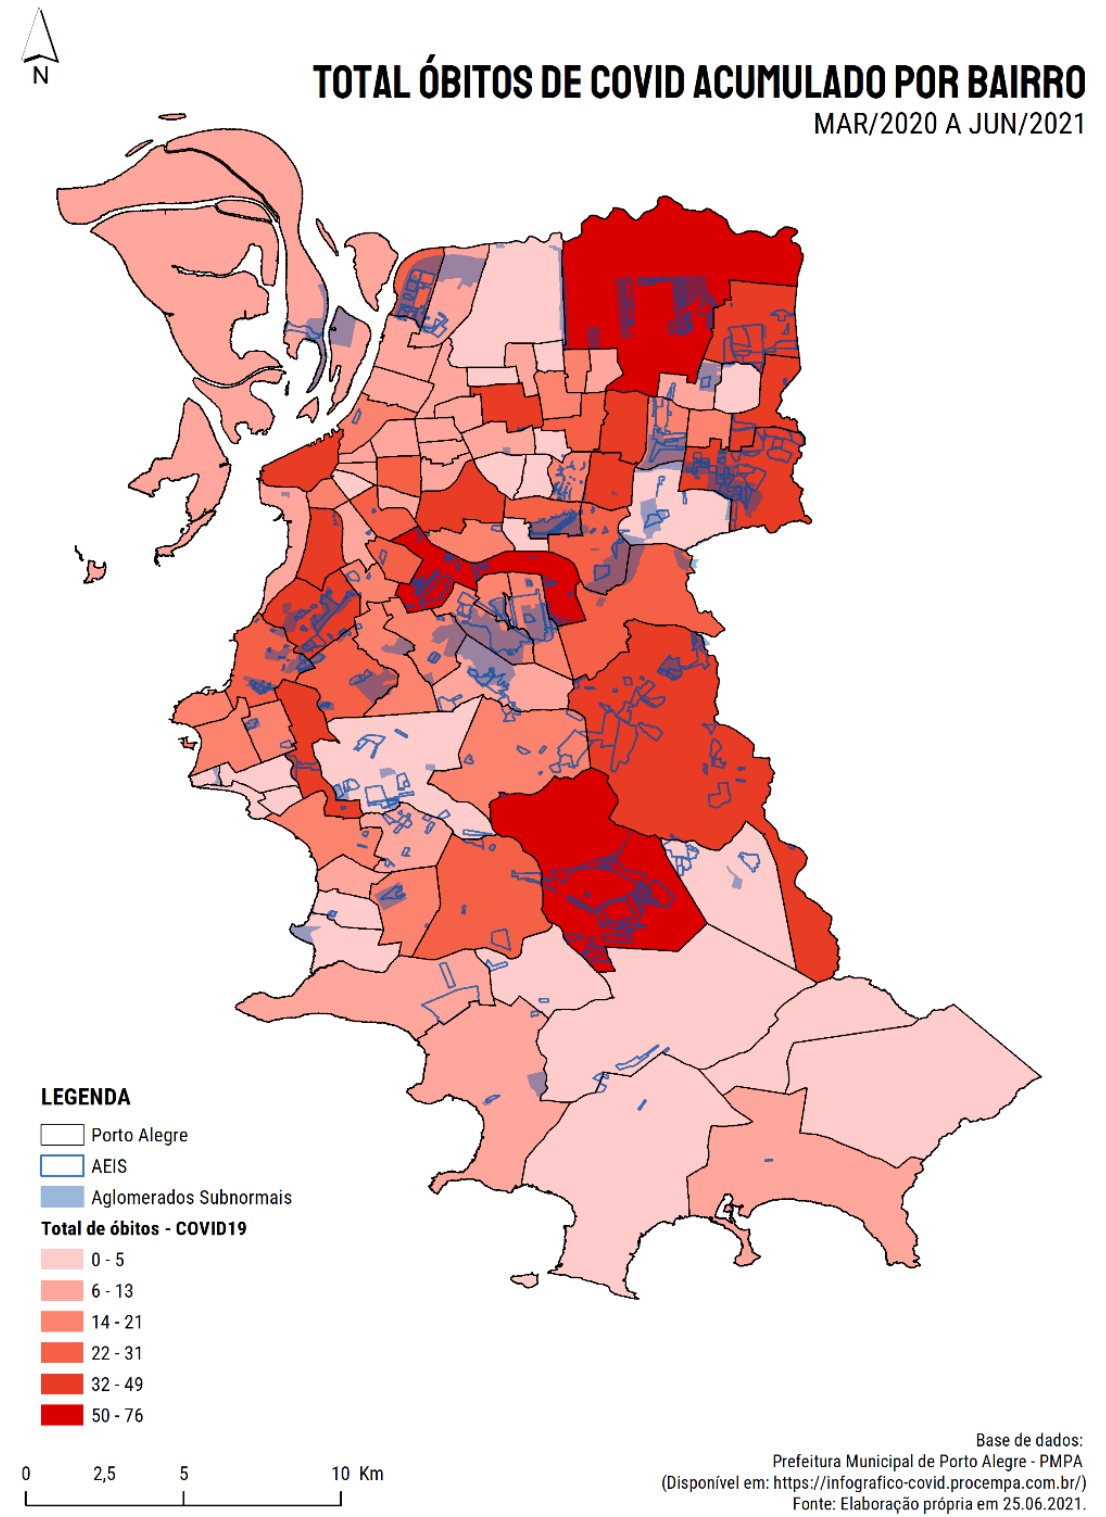 N
TOTAL ÓBITOS DE COVID ACUMULADO POR BAIRRO
MAR/2020 A JUN/2021
LEGENDA
Porto Alegre
AEIS
Aglomerados Subnormais
Total de óbitos - COVID19
0 - 5
6 - 13
14 - 21
22 - 31
32 - 49
50 - 76
0 2,5 5 10 Km
Base de dados:
Prefeitura Municipal de Porto Alegre - PMPA
(Disponível em: https://infografico-covid.procempa.com.br/)
Fonte: Elaboração própria em 25.06.2021.